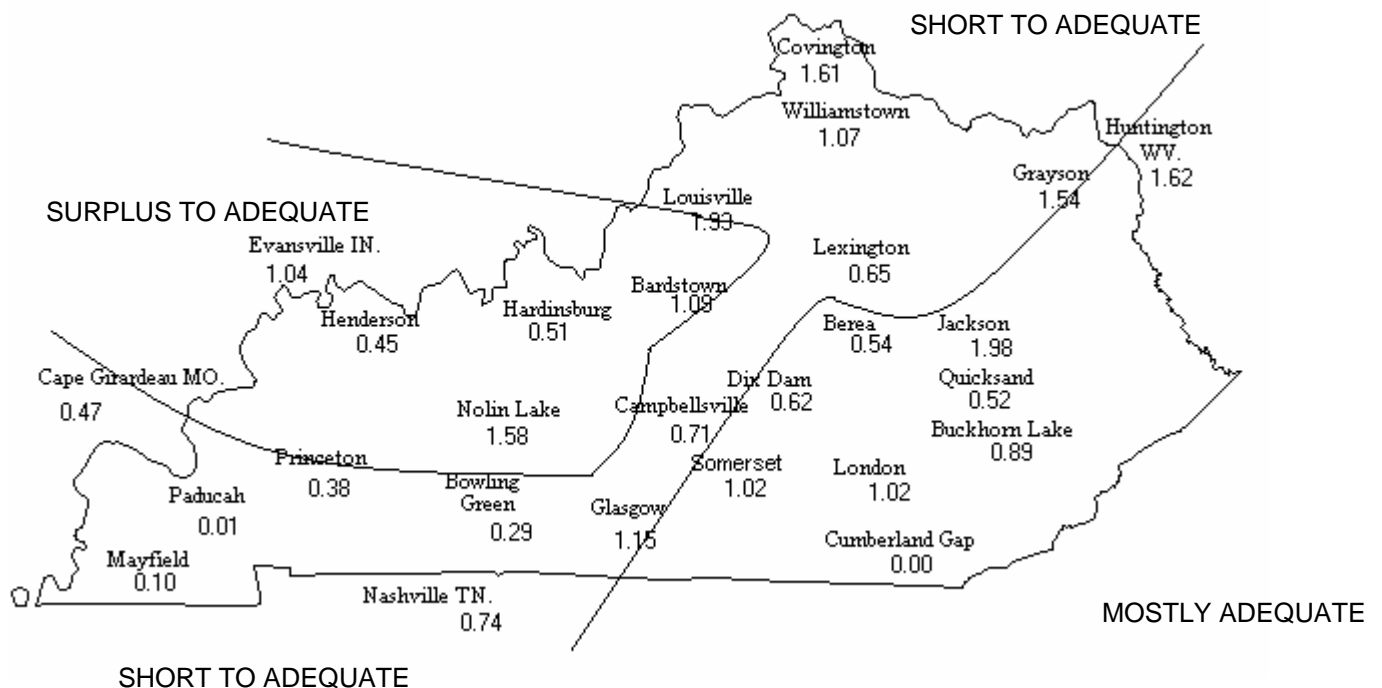 SHORT TO ADEQUATE
Covington
1.61
Williamstown
1.07
Huntington
WV.
1.62
Grayson
1.54
Louisville
1.93
SURPLUS TO ADEQUATE
Evansville IN.
1.04
Lexington
0.65
Bardstown
1.09
Hardinsburg
0.51
Henderson
0.45
Berea
0.54
Jackson
1.98
Cape Girardeau MO.
0.47
Dix Dam
0.62
Quicksand
0.52
Nolin Lake
1.58
Campbellsville
0.71
Buckhorn Lake
0.89
Princeton
0.38
Somerset
1.02
London
1.02
Bowling
Green
0.29
Paducah
0.01
Glasgow
1.15
Cumberland Gap
0.00
Mayfield
0.10
Nashville TN.
0.74
MOSTLY ADEQUATE
SHORT TO ADEQUATE